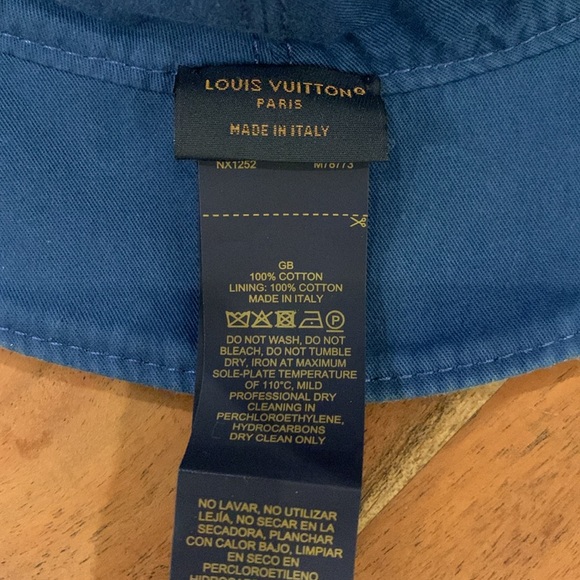 LOUIS VUITTON®
PARIS
MADE IN ITALY
NX1252 M78773
GB
100% COTTON
LINING: 100% COTTON
MADE IN ITALY
P
DO NOT WASH, DO NOT
BLEACH, DO NOT TUMBLE
DRY, IRON AT MAXIMUM
SOLE-PLATE TEMPERATURE
OF 110°C, MILD
PROFESSIONAL DRY
CLEANING IN
PERCHLOROETHYLENE,
HYDROCARBONS
DRY CLEAN ONLY
NO LAVAR, NO UTILIZAR
LEJÍA, NO SECAR EN LA
SECADORA, PLANCHAR
CON CALOR BAJO, LIMPIAR
EN SECO EN
PERCLOROETILENO